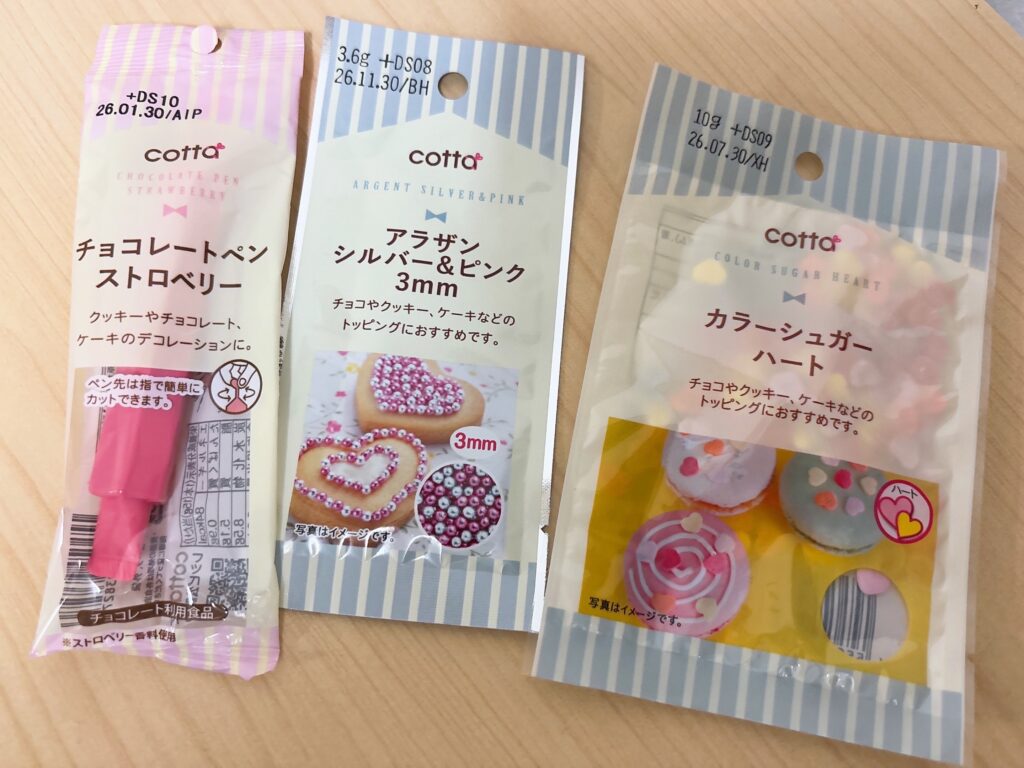 +DS10
26.01.30/AIP
cotta
CHOCOLATE PEN
STRAWBERRY
チョコレートペン
ストロベリー
クッキーやチョコレート、
ケーキのデコレーションに。
ペン先は指で簡単に
カットできます。
チョコレート利用食品
※ストロベリー香料使用
3.6g +DS08
26.11.30/BH
cotta
ARGENT SILVER&PINK
アラザン
シルバー&ピンク
3mm
チョコやクッキー、ケーキなどの
トッピングにおすすめです。
3mm
写真はイメージです。
10g +DS09
26.07.30/XH
cotta
COLOR SUGAR HEART
カラーシュガー
ハート
チョコやクッキー、ケーキなどの
トッピングにおすすめです。
ハート
写真はイメージです。